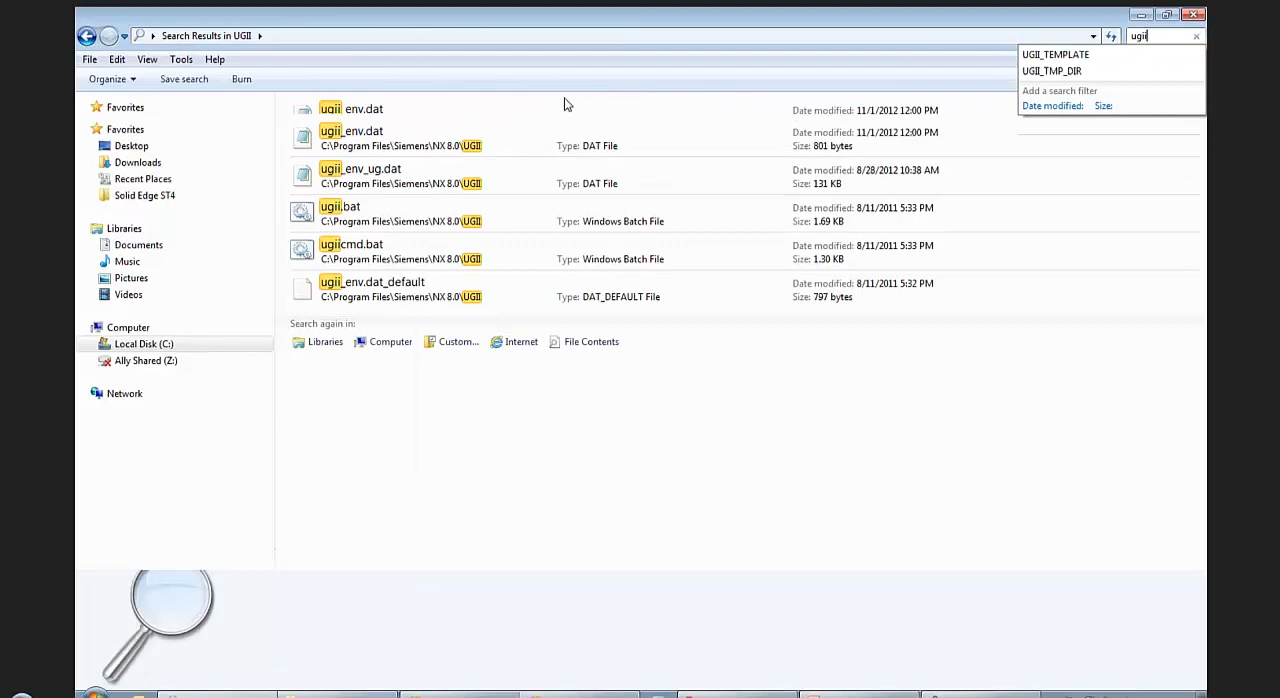 Search Results in UGII
ugii
File Edit View Tools Help
UGII_TEMPLATE
UGII_TMP_DIR
Add a search filter
Date modified: Size:
Organize Save search Burn
Favorites
Favorites
Desktop
Downloads
Recent Places
Solid Edge ST4
Libraries
Documents
Music
Pictures
Videos
Computer
Local Disk (C:)
Ally Shared (Z:)
Network
ugii_env.dat Date modified: 11/1/2012 12:00 PM
ugii_env.dat Date modified: 11/1/2012 12:00 PM
C:\Program Files\Siemens\NX 8.0\UGII Type: DAT File Size: 801 bytes
ugii_env_ug.dat Date modified: 8/28/2012 10:38 AM
C:\Program Files\Siemens\NX 8.0\UGII Type: DAT File Size: 131 KB
ugii.bat Date modified: 8/11/2011 5:33 PM
C:\Program Files\Siemens\NX 8.0\UGII Type: Windows Batch File Size: 1.69 KB
ugiicmd.bat Date modified: 8/11/2011 5:33 PM
C:\Program Files\Siemens\NX 8.0\UGII Type: Windows Batch File Size: 1.30 KB
ugii_env.dat_default Date modified: 8/11/2011 5:32 PM
C:\Program Files\Siemens\NX 8.0\UGII Type: DAT_DEFAULT File Size: 797 bytes
Search again in:
Libraries Computer Custom... Internet File Contents